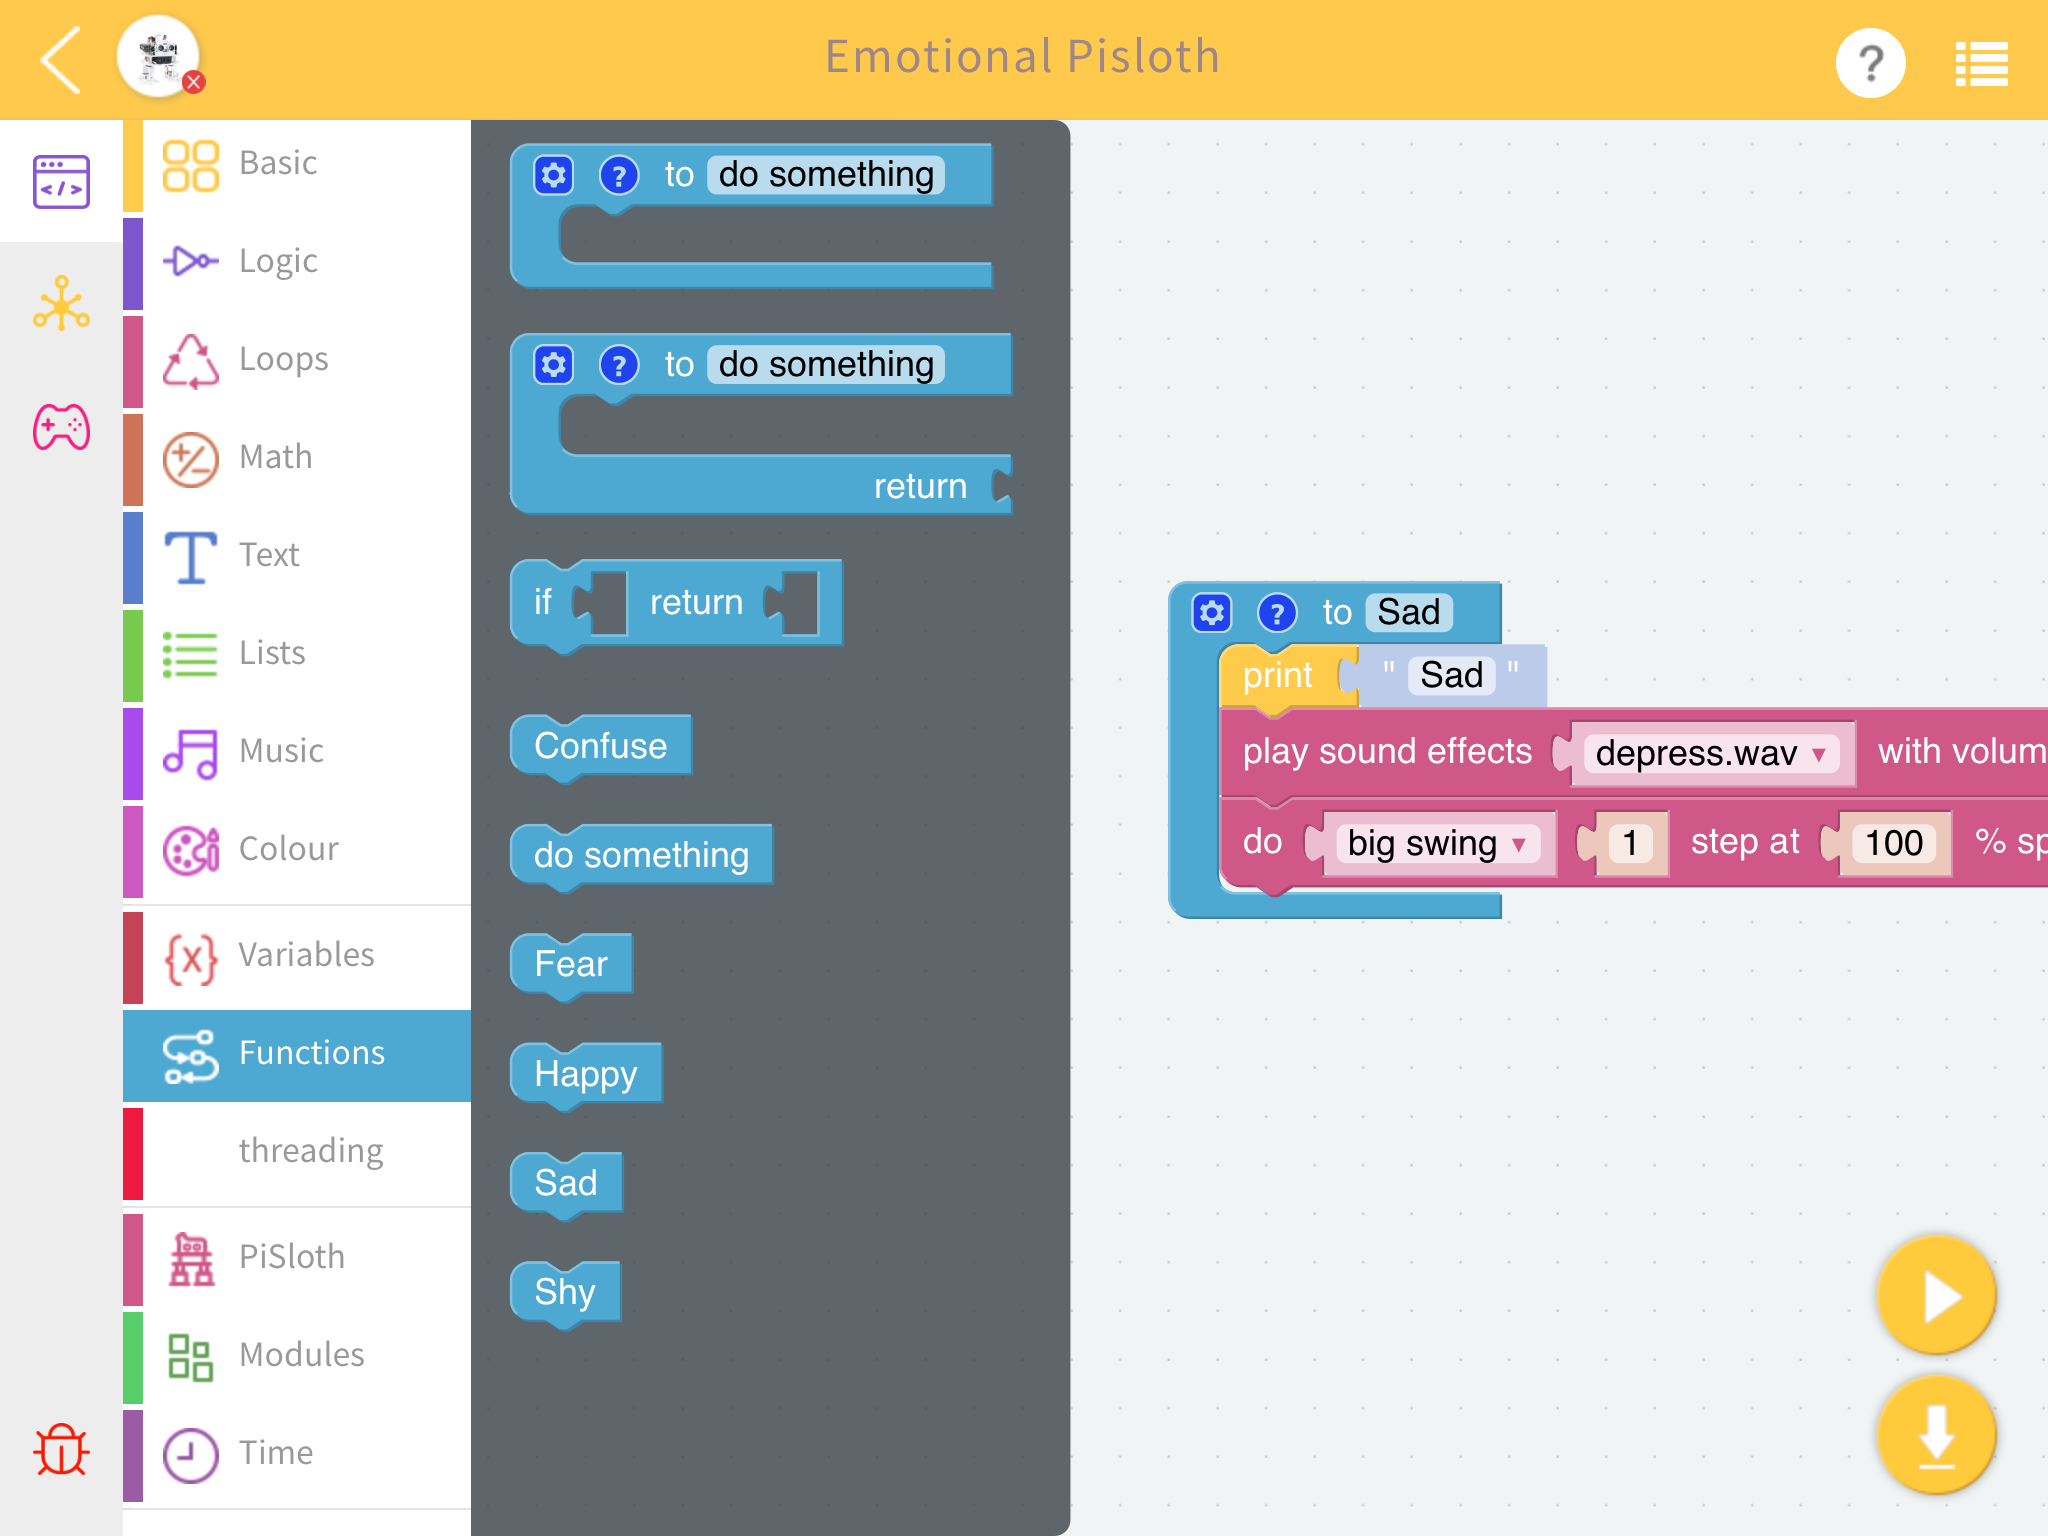 Emotional Pisloth
?
Basic
Logic
Loops
Math
Text
Lists
Music
Colour
Variables
Functions
threading
PiSloth
Modules
Time
? to do something
? to do something
return
if return
Confuse
do something
Fear
Happy
Sad
Shy
? to Sad
print " Sad "
play sound effects depress.wav ▾ with volum
do big swing ▾ 1 step at 100 % sp